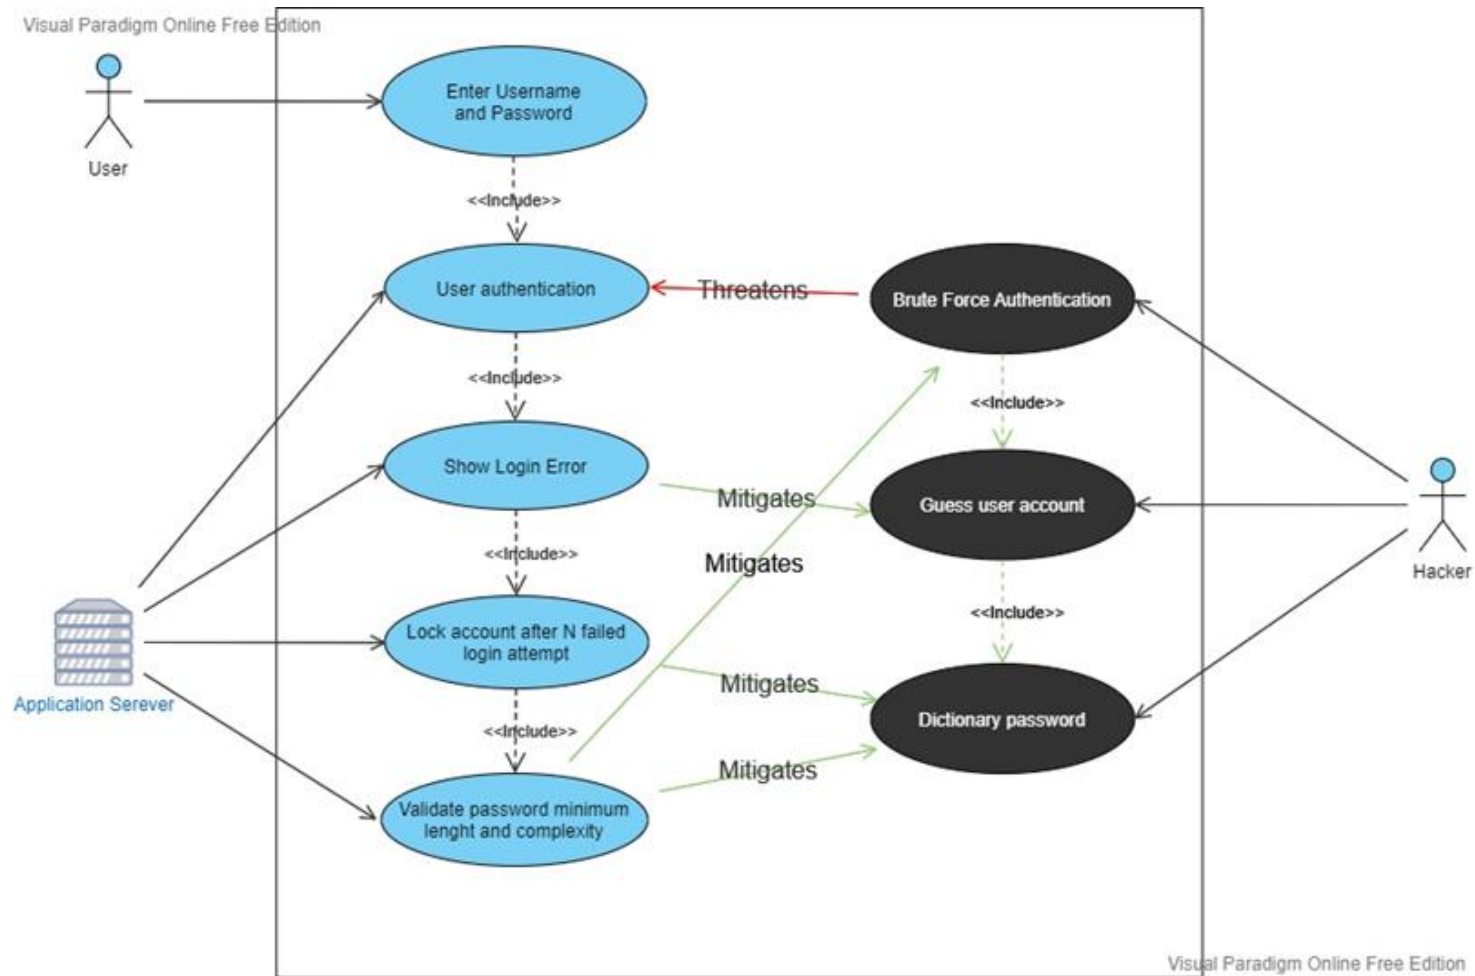 Visual Paradigm Online Free Edition
Enter Username
and Password
User
<<Include>>
User authentication
Threatens
Brute Force Authentication
<<Include>>
<<Include>>
Show Login Error
Mitigates
Guess user account
<<Include>>
Mitigates
Hacker
Lock account after N failed
login attempt
<<Include>>
Application Serever
Mitigates
Dictionary password
<<Include>>
Mitigates
Validate password minimum
lenght and complexity
Visual Paradigm Online Free Edition